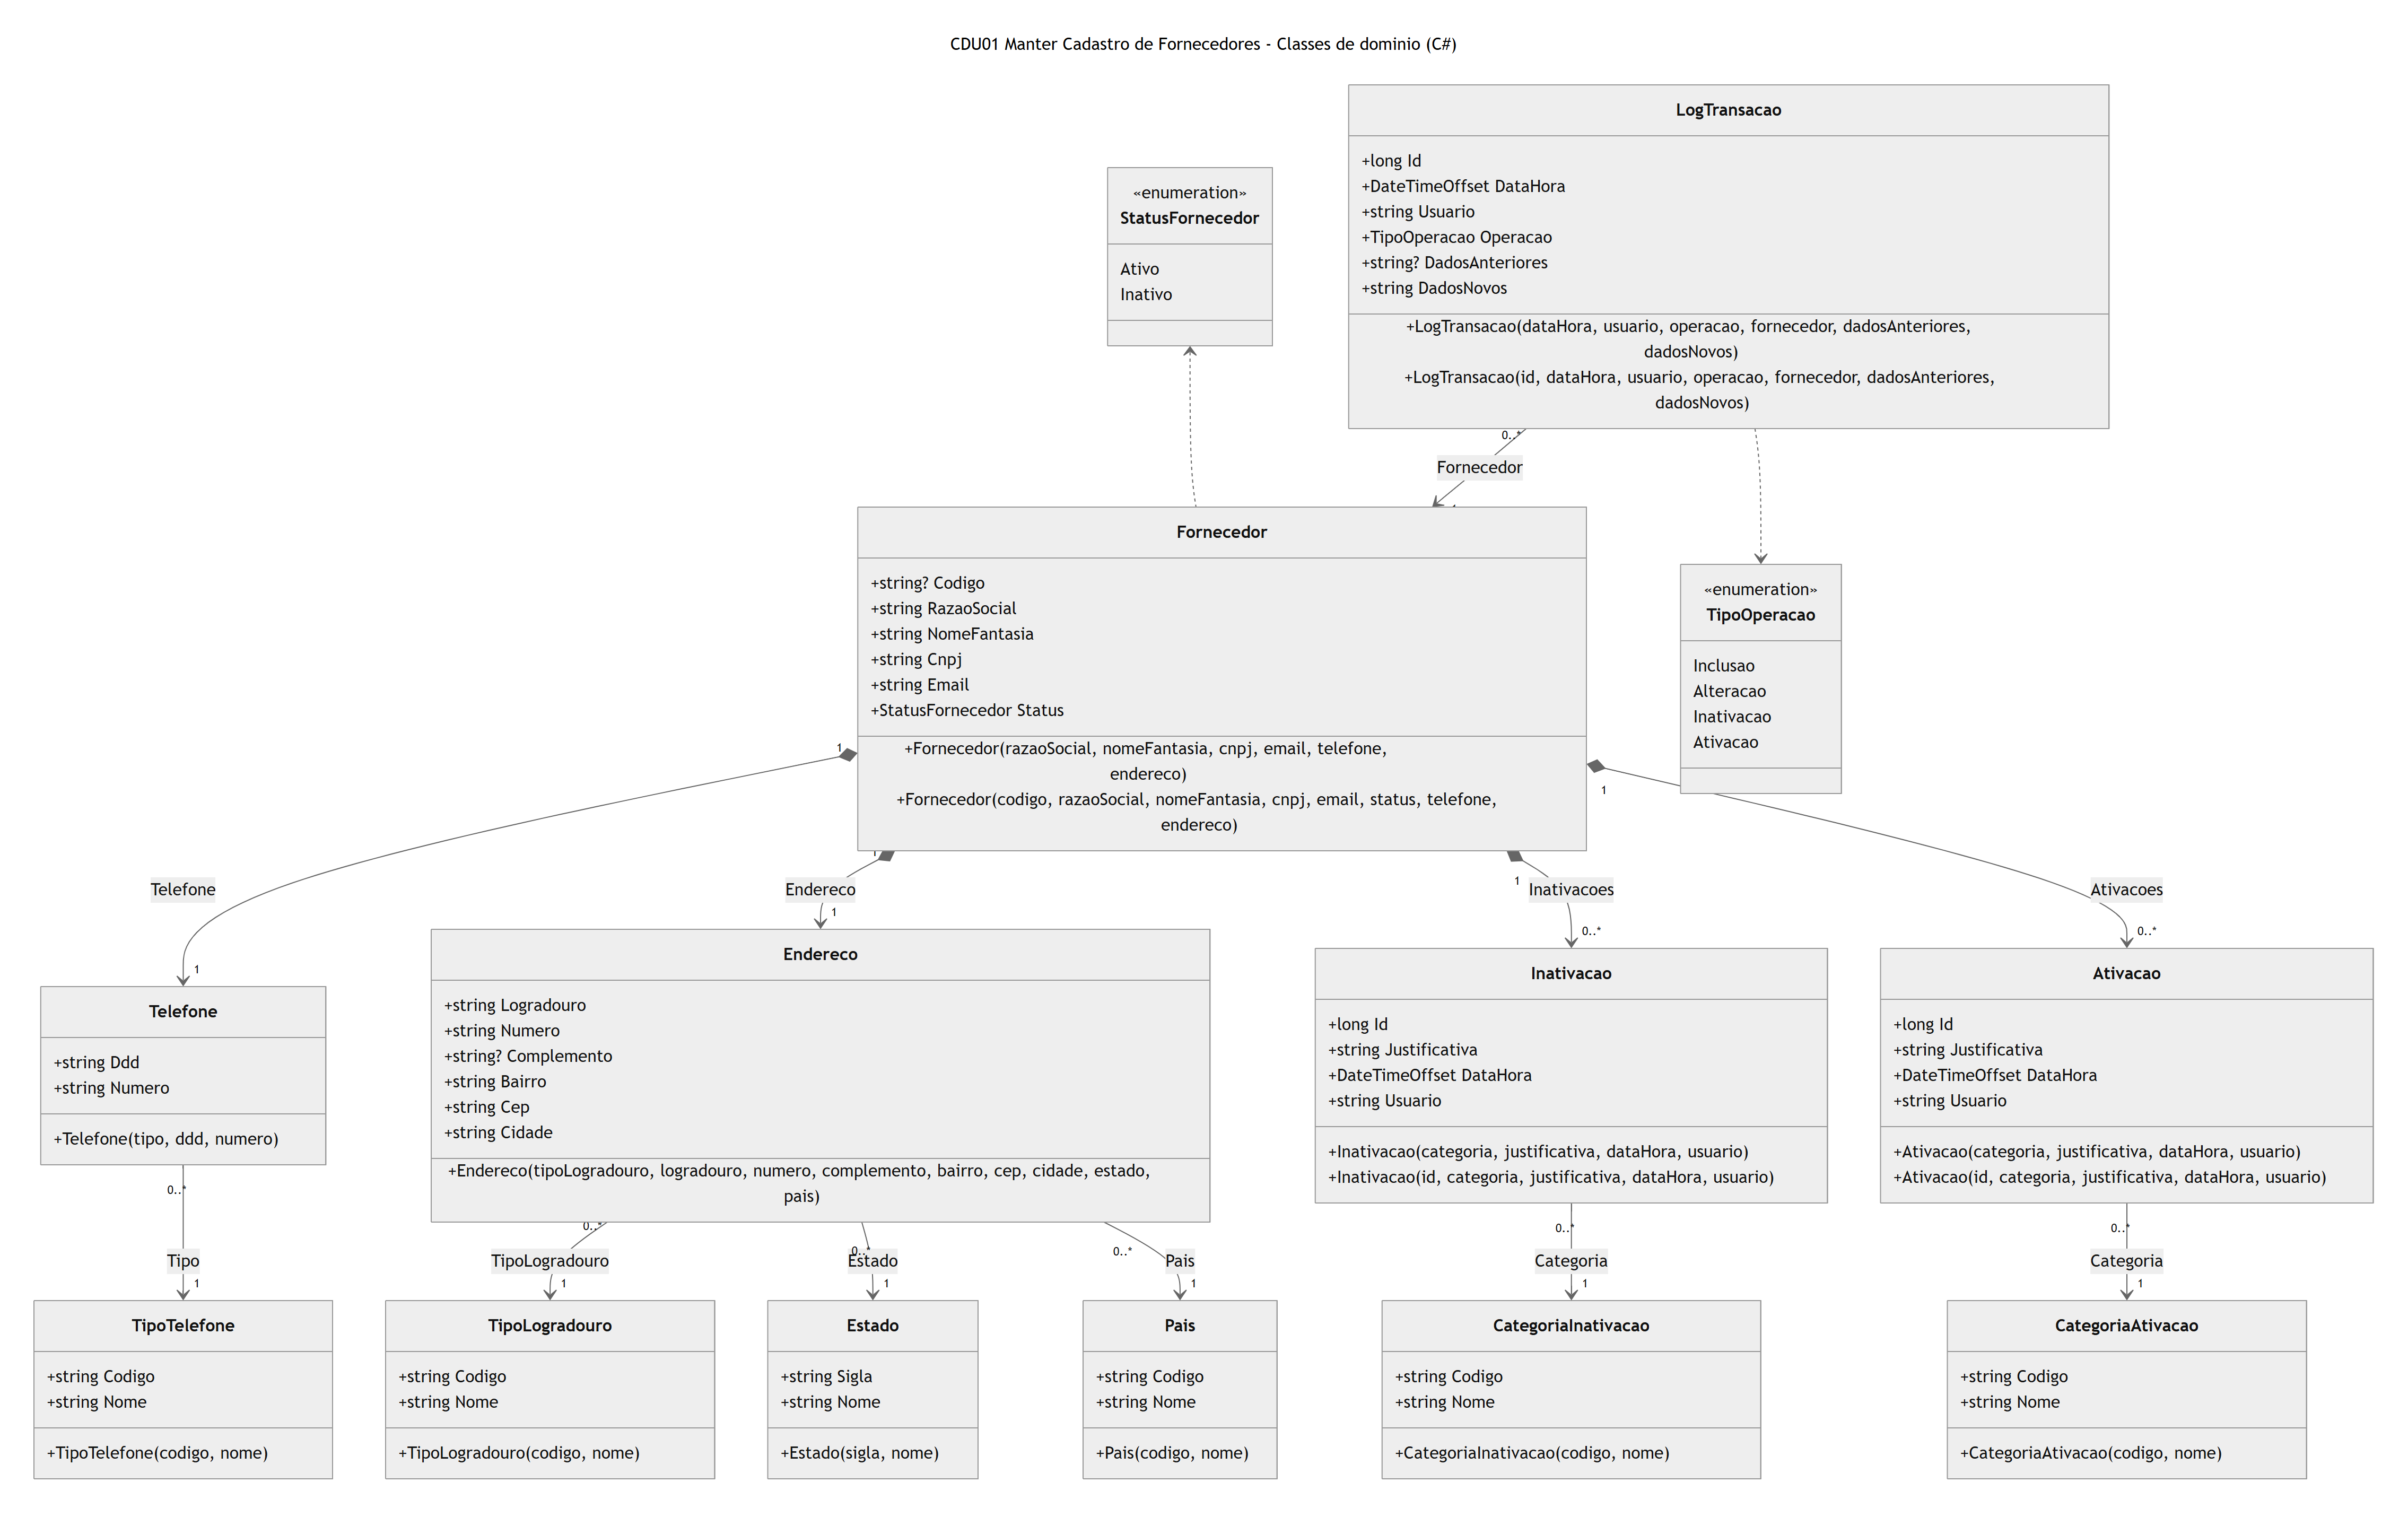 CDU01 Manter Cadastro de Fornecedores - Classes de dominio (C#)
LogTransacao
+long Id
+DateTimeOffset DataHora
+string Usuario
+TipoOperacao Operacao
+string? DadosAnteriores
+string DadosNovos
+LogTransacao(dataHora, usuario, operacao, fornecedor, dadosAnteriores,
dadosNovos)
+LogTransacao(id, dataHora, usuario, operacao, fornecedor, dadosAnteriores,
dadosNovos)
«enumeration»
StatusFornecedor
Ativo
Inativo
0..*
Fornecedor
Fornecedor
+string? Codigo
+string RazaoSocial
+string NomeFantasia
+string Cnpj
+string Email
+StatusFornecedor Status
+Fornecedor(razaoSocial, nomeFantasia, cnpj, email, telefone,
endereco)
+Fornecedor(codigo, razaoSocial, nomeFantasia, cnpj, email, status, telefone,
endereco)
«enumeration»
TipoOperacao
Inclusao
Alteracao
Inativacao
Ativacao
1
1
1
1
Telefone
Endereco
Inativacoes
Ativacoes
1
1
0..*
0..*
Telefone
+string Ddd
+string Numero
+Telefone(tipo, ddd, numero)
Endereco
+string Logradouro
+string Numero
+string? Complemento
+string Bairro
+string Cep
+string Cidade
+Endereco(tipoLogradouro, logradouro, numero, complemento, bairro, cep, cidade, estado,
pais)
Inativacao
+long Id
+string Justificativa
+DateTimeOffset DataHora
+string Usuario
+Inativacao(categoria, justificativa, dataHora, usuario)
+Inativacao(id, categoria, justificativa, dataHora, usuario)
Ativacao
+long Id
+string Justificativa
+DateTimeOffset DataHora
+string Usuario
+Ativacao(categoria, justificativa, dataHora, usuario)
+Ativacao(id, categoria, justificativa, dataHora, usuario)
0..*
0..*
0..*
0..*
0..*
0..*
Tipo
TipoLogradouro
Estado
Pais
Categoria
Categoria
1
1
1
1
1
1
TipoTelefone
+string Codigo
+string Nome
+TipoTelefone(codigo, nome)
TipoLogradouro
+string Codigo
+string Nome
+TipoLogradouro(codigo, nome)
Estado
+string Sigla
+string Nome
+Estado(sigla, nome)
Pais
+string Codigo
+string Nome
+Pais(codigo, nome)
CategoriaInativacao
+string Codigo
+string Nome
+CategoriaInativacao(codigo, nome)
CategoriaAtivacao
+string Codigo
+string Nome
+CategoriaAtivacao(codigo, nome)